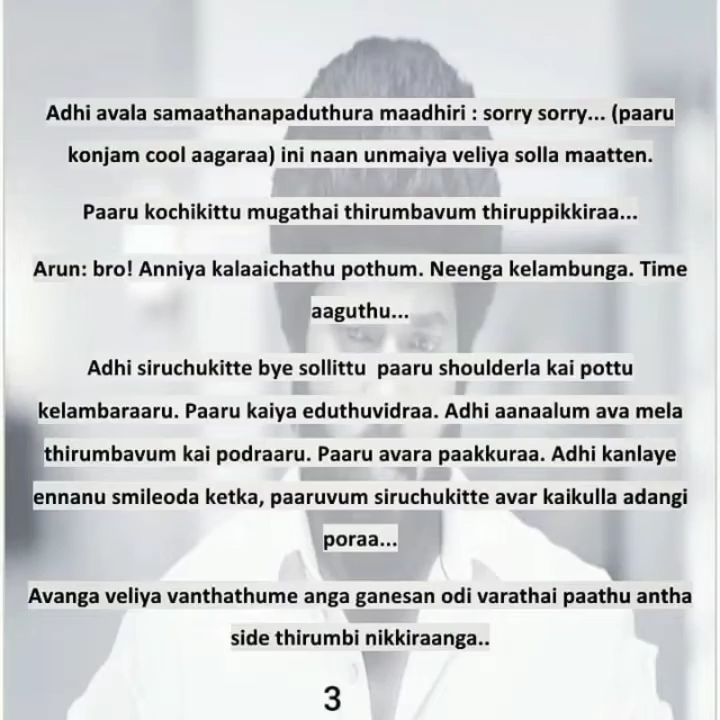 Adhi avala samaathanapaduthura maadhiri : sorry sorry... (paaru
konjam cool aagaraa) ini naan unmaiya veliya solla maatten.
Paaru kochikittu mugathai thirumbavum thiruppikkiraa...
Arun: bro! Anniya kalaaichathu pothum. Neenga kelambunga. Time
aaguthu...
Adhi siruchukitte bye sollittu paaru shoulderla kai pottu
kelambaraaru. Paaru kaiya eduthuvidraa. Adhi aanaalum ava mela
thirumbavum kai podraaru. Paaru avara paakkuraa. Adhi kanlaye
ennanu smileoda ketka, paaruvum siruchukitte avar kaikulla adangi
poraa...
Avanga veliya vanthathume anga ganesan odi varathai paathu antha
side thirumbi nikkiraanga..
3